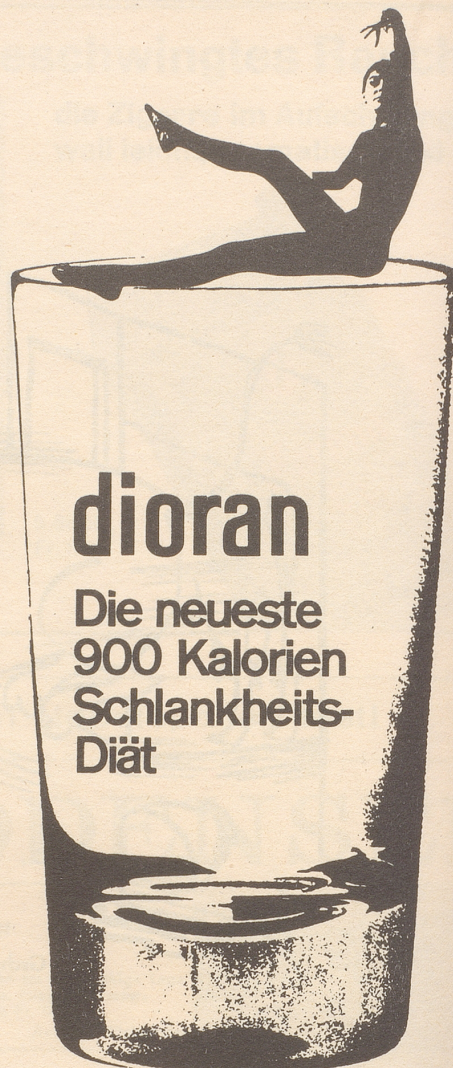 dioran
Die neueste
900 Kalorien
Schlankheits-
Diät